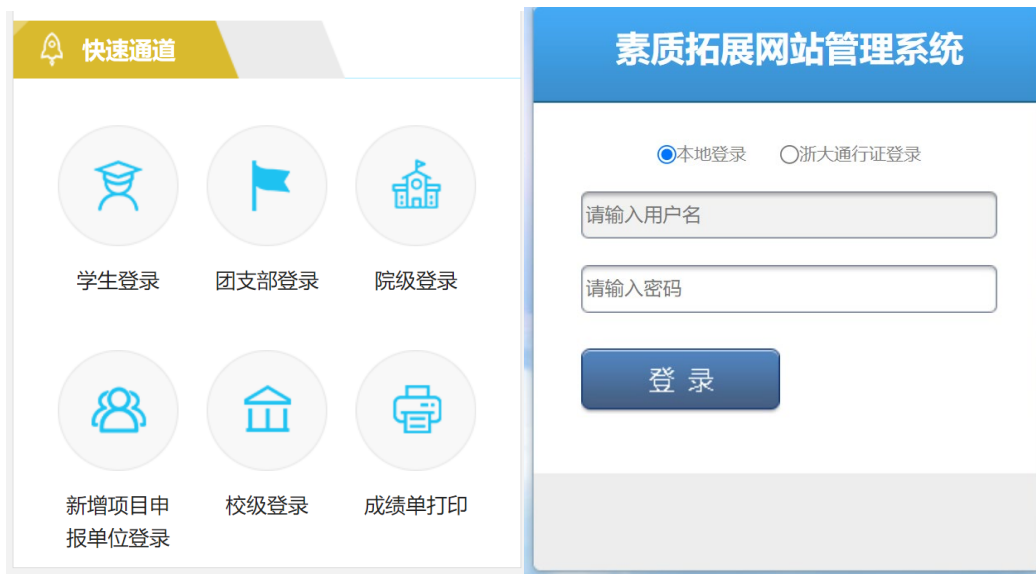 快速通道
学生登录
团支部登录
院级登录
新增项目申
报单位登录
校级登录
成绩单打印
素质拓展网站管理系统
本地登录
浙大通行证登录
请输入用户名
请输入密码
登 录